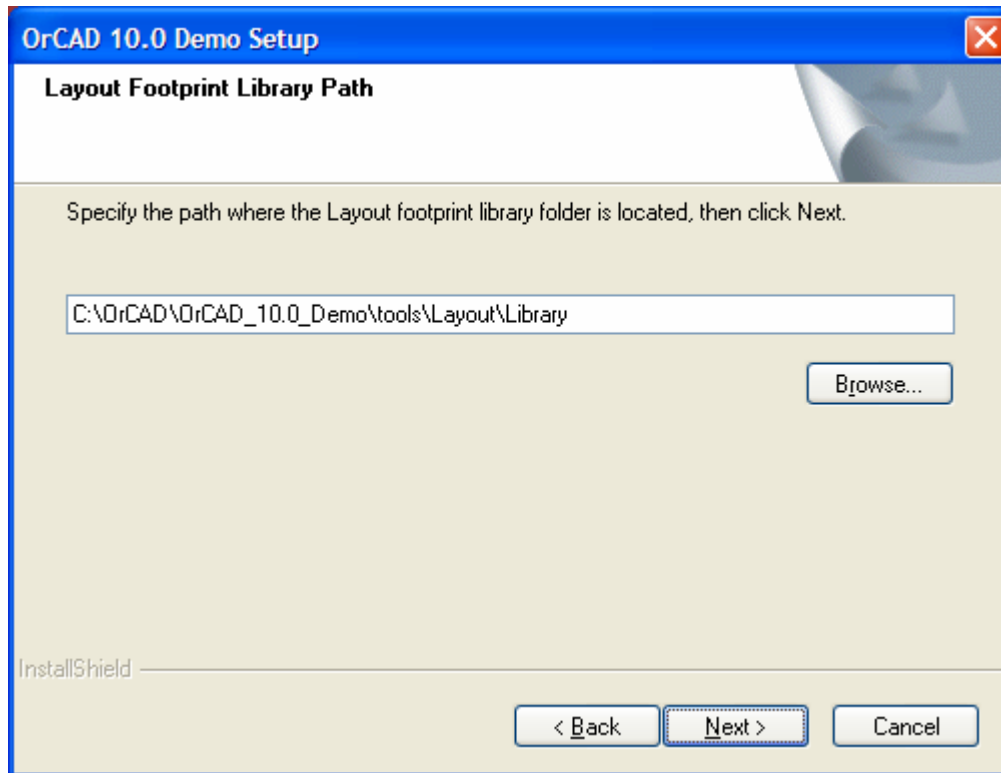 OrCAD 10.0 Demo Setup
Layout Footprint Library Path
Specify the path where the Layout footprint library folder is located, then click Next.
C:\OrCAD\OrCAD_10.0_Demo\tools\Layout\Library
Browse...
InstallShield
< Back Next > Cancel